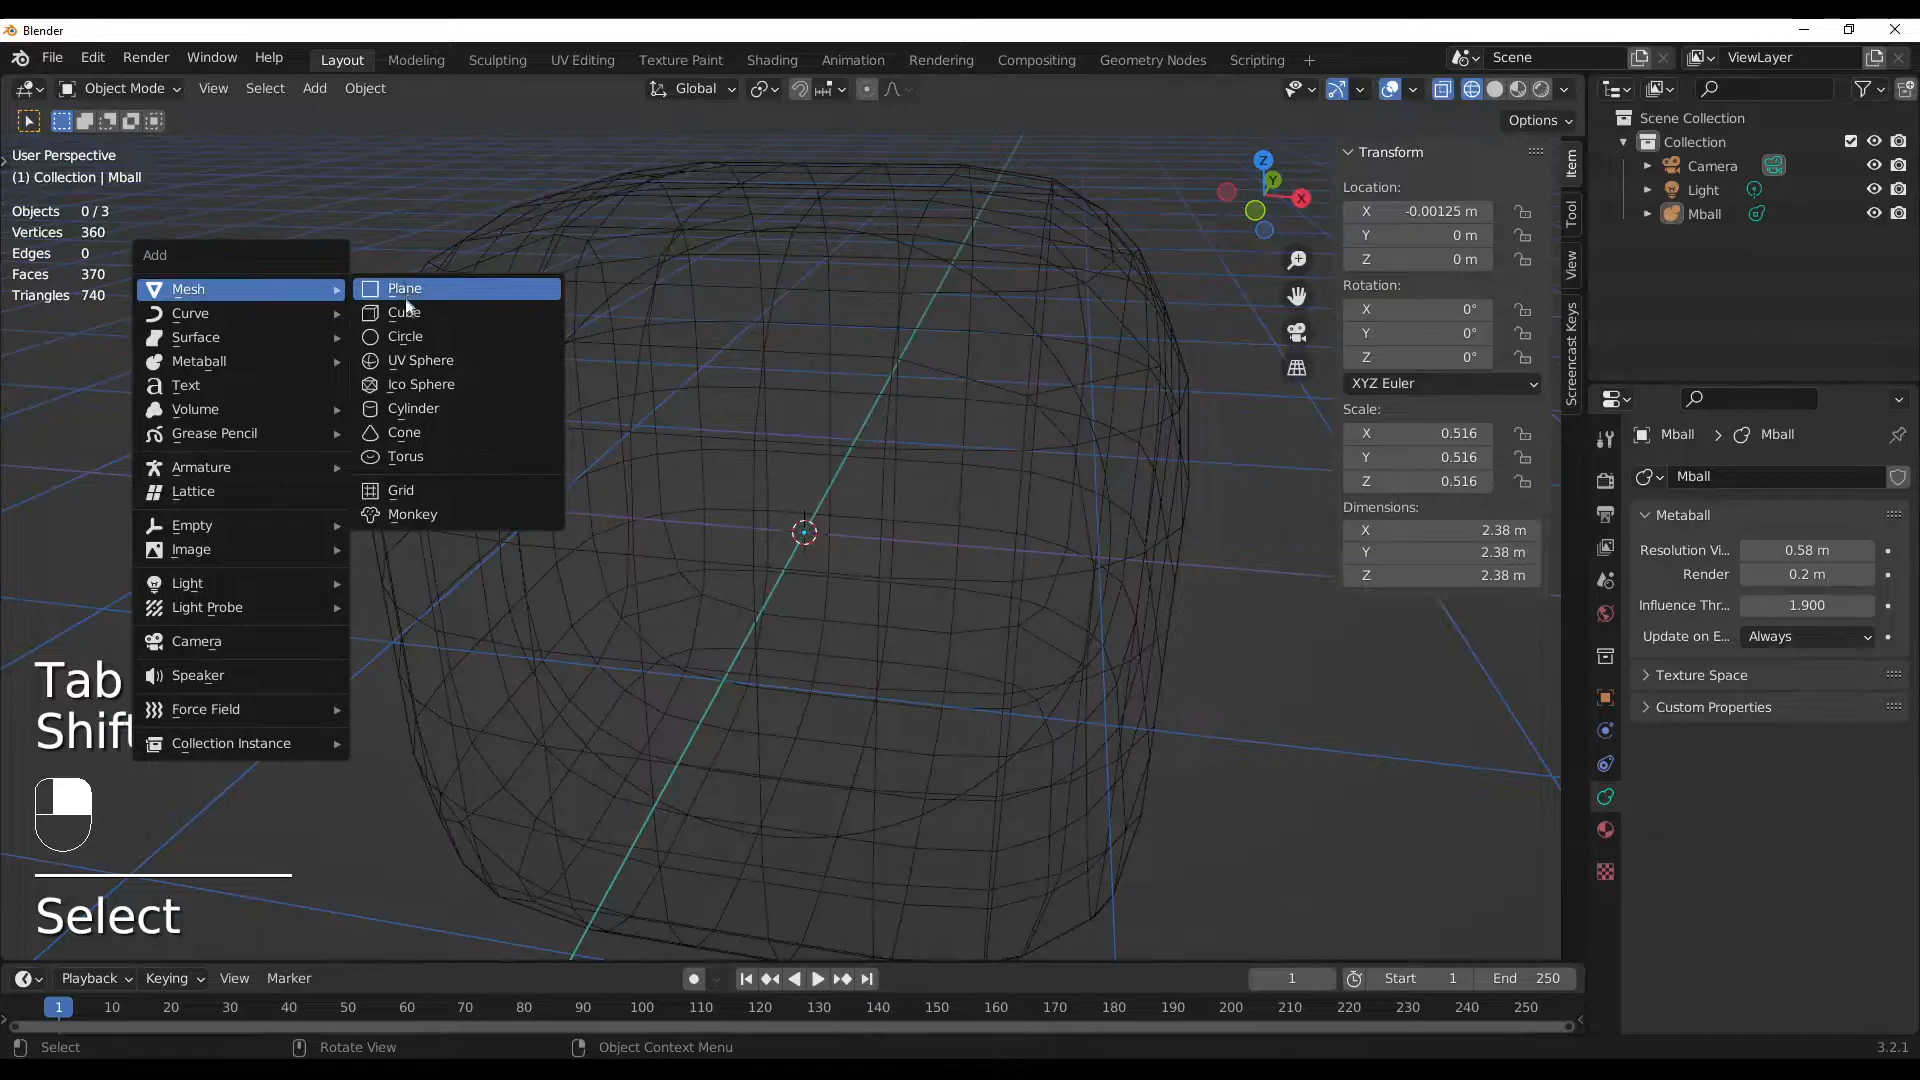 Blender
File Edit Render Window Help Layout Modeling Sculpting UV Editing Texture Paint Shading Animation Rendering Compositing Geometry Nodes Scripting + Scene ViewLayer
Object Mode View Select Add Object Global
Options
User Perspective
(1) Collection | Mball
Objects 0 / 3
Vertices 360
Edges 0
Faces 370
Triangles 740
Add
Mesh
Curve
Surface
Metaball
Text
Volume
Grease Pencil
Armature
Lattice
Empty
Image
Light
Light Probe
Camera
Speaker
Force Field
Collection Instance
Plane
Cube
Circle
UV Sphere
Ico Sphere
Cylinder
Cone
Torus
Grid
Monkey
Tab
Shift
Select
Z
Y
X
Transform
Location:
X -0.00125 m
Y 0 m
Z 0 m
Rotation:
X 0°
Y 0°
Z 0°
XYZ Euler
Scale:
X 0.516
Y 0.516
Z 0.516
Dimensions:
X 2.38 m
Y 2.38 m
Z 2.38 m
Item
Tool
View
Screencast Keys
Scene Collection
Collection
Camera
Light
Mball
Mball > Mball
Mball
Metaball
Resolution Vi... 0.58 m
Render 0.2 m
Influence Thr... 1.900
Update on E... Always
Texture Space
Custom Properties
Playback Keying View Marker 1 Start 1 End 250
1 10 20 30 40 50 60 70 80 90 100 110 120 130 140 150 160 170 180 190 200 210 220 230 240 250
Select Rotate View Object Context Menu 3.2.1